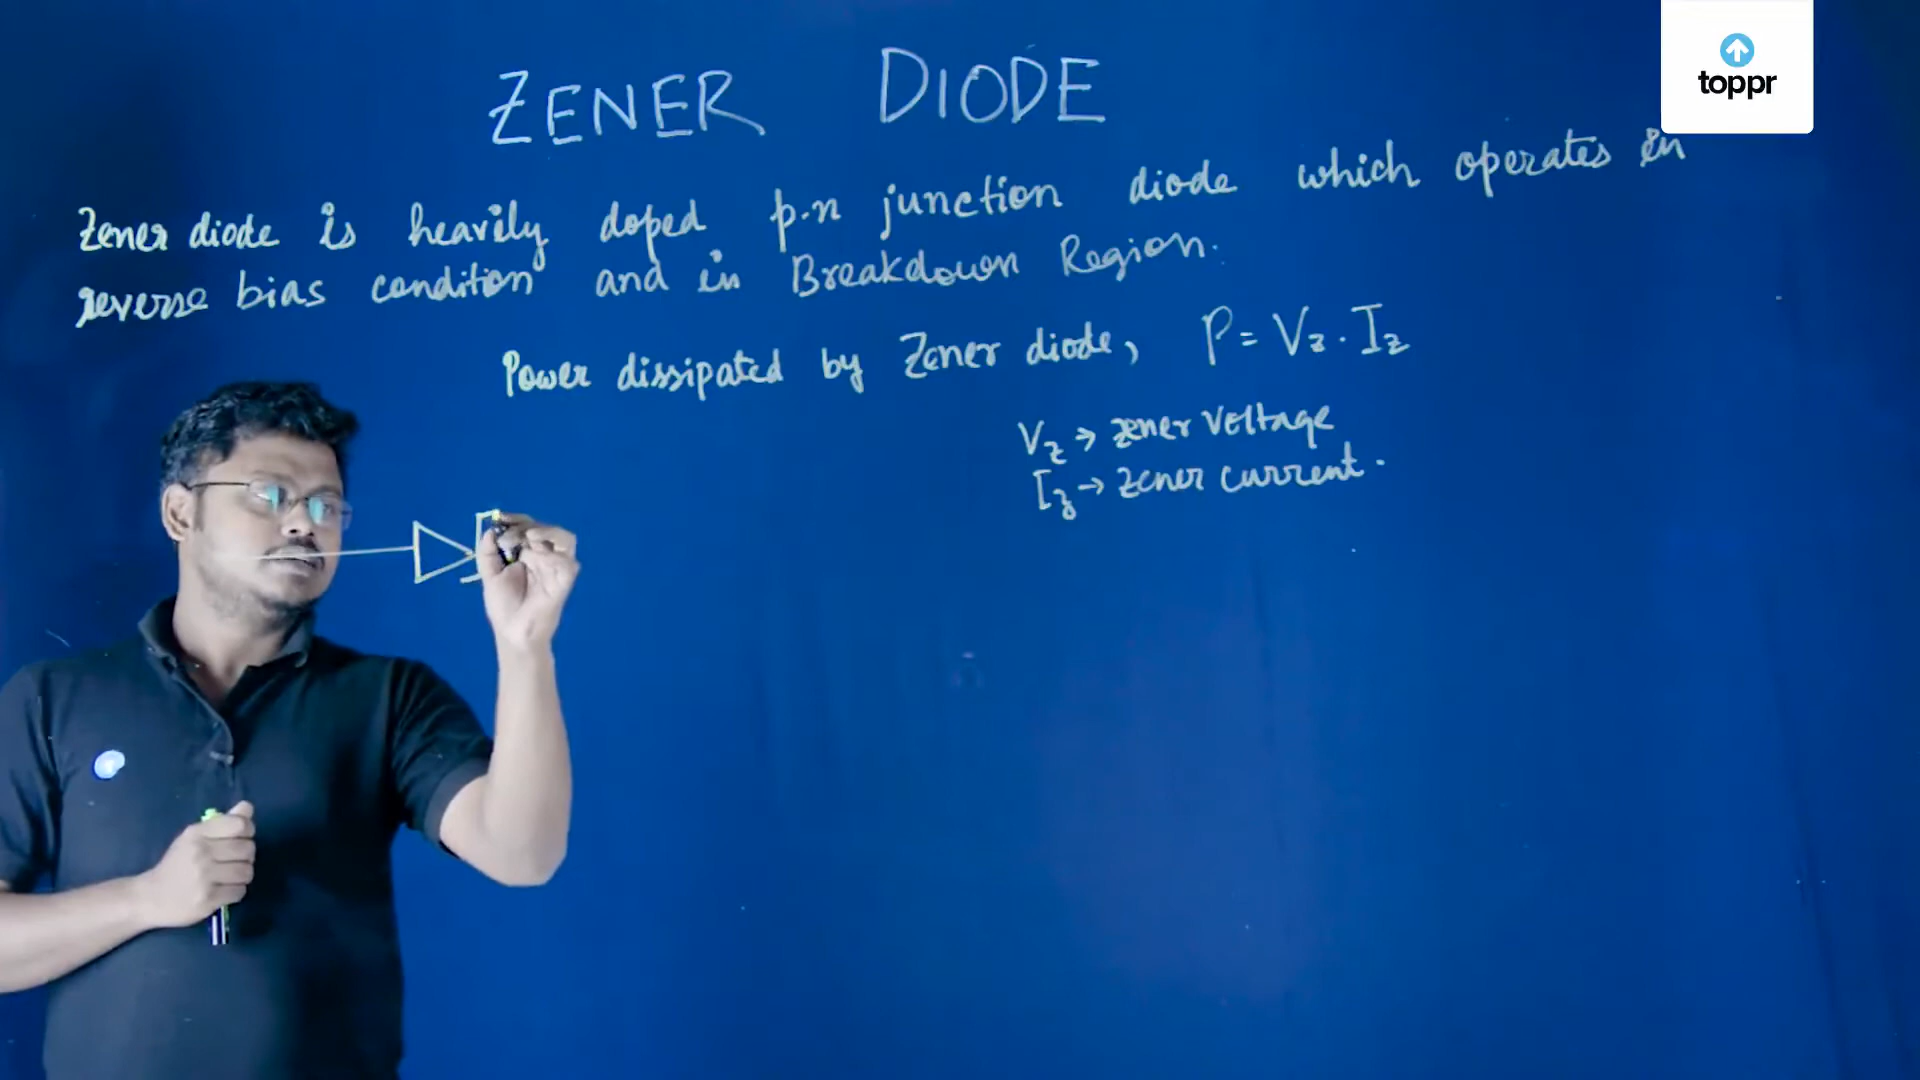 toppr
ZENER DIODE
Zener diode is heavily doped p.n junction diode which operates in
reverse bias condition and in Breakdown Region.
Power dissipated by Zener diode, P = Vz . Iz
Vz → zener voltage
Iz → zener current .